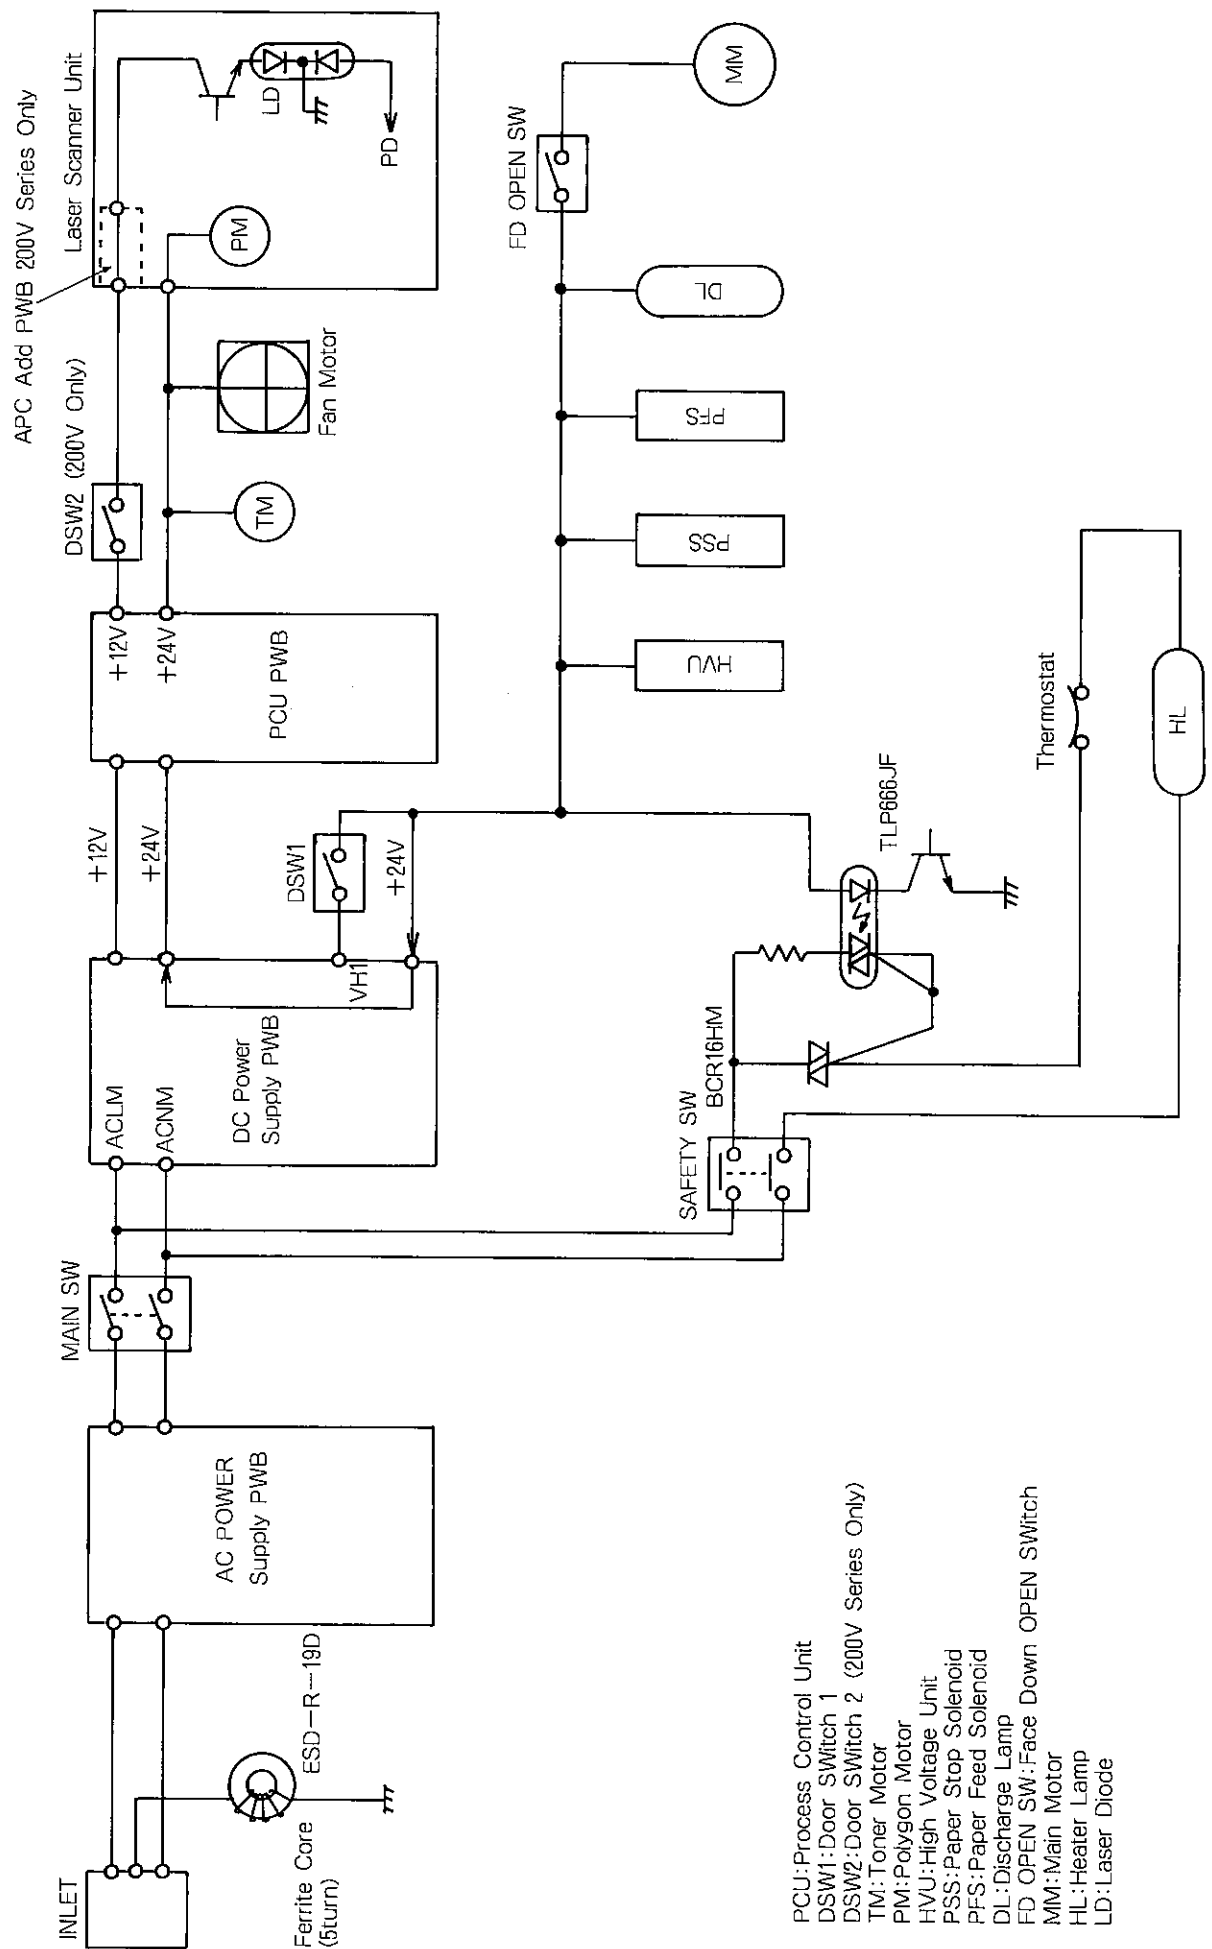 APC Add PWB 200V Series Only
Laser Scanner Unit
LD
PD
PM
DSW2 (200V Only)
Fan Motor
TM
+12V
+24V
PCU PWB
+12V
+24V
DSW1
+24V
VH1
ACLM
ACNM
DC Power
Supply PWB
MAIN SW
AC POWER
Supply PWB
INLET
Ferrite Core
(5turn)
ESD-R-19D
FD OPEN SW
MM
DL
PFS
PSS
HVU
TLP666JF
Thermostat
HL
SAFETY SW
BCR16HM
PCU:Process Control Unit
DSW1:Door SWitch 1
DSW2:Door SWitch 2 (200V Series Only)
TM:Toner Motor
PM:Polygon Motor
HVU:High Voltage Unit
PSS:Paper Stop Solenoid
PFS:Paper Feed Solenoid
DL:Discharge Lamp
FD OPEN SW:Face Down OPEN SWitch
MM:Main Motor
HL:Heater Lamp
LD:Laser Diode